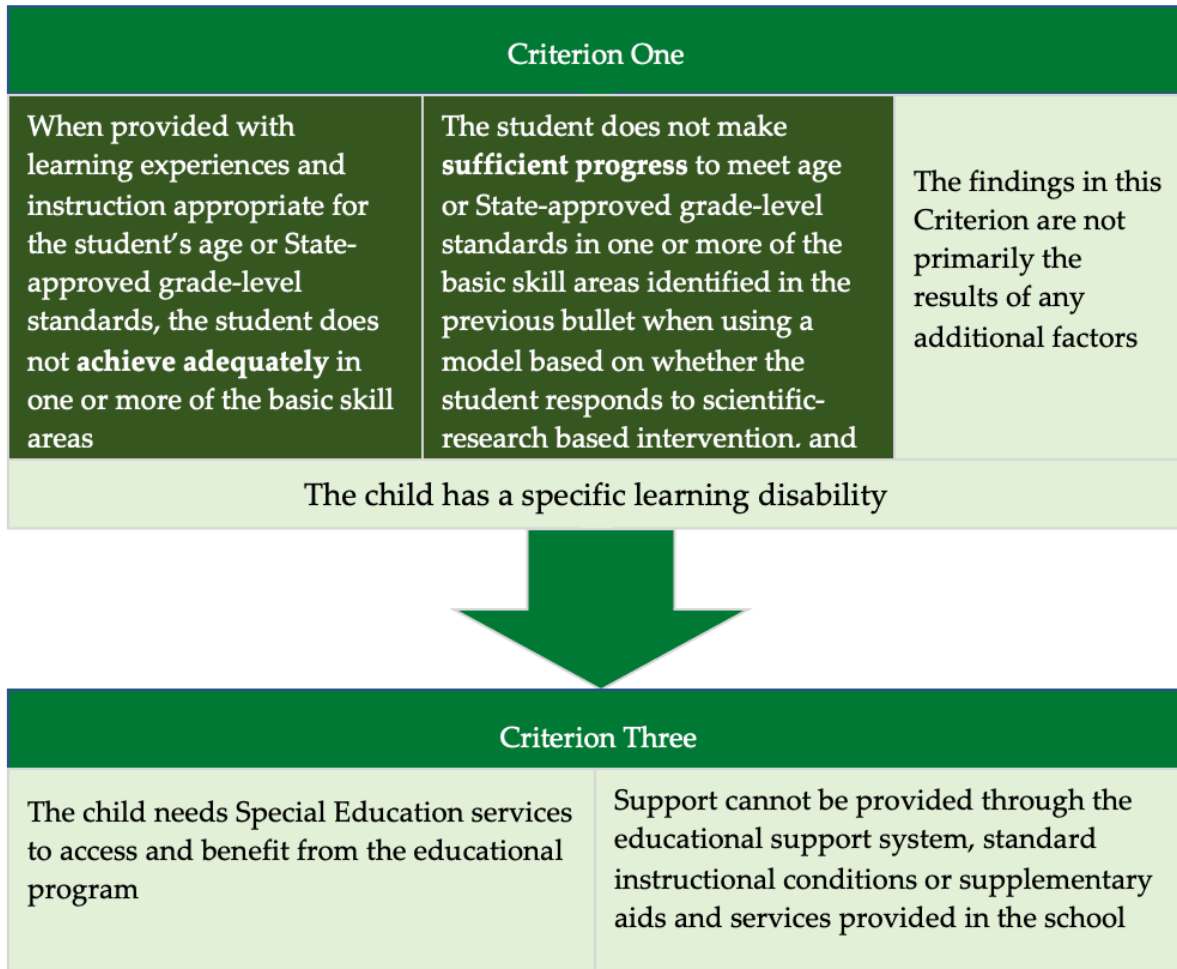 Criterion One
When provided with
learning experiences and
instruction appropriate for
the student's age or State-
approved grade-level
standards, the student does
not achieve adequately in
one or more of the basic skill
areas
The student does not make
sufficient progress to meet age
or State-approved grade-level
standards in one or more of the
basic skill areas identified in the
previous bullet when using a
model based on whether the
student responds to scientific-
research based intervention, and
The findings in this
Criterion are not
primarily the
results of any
additional factors
The child has a specific learning disability
Criterion Three
The child needs Special Education services
to access and benefit from the educational
program
Support cannot be provided through the
educational support system, standard
instructional conditions or supplementary
aids and services provided in the school